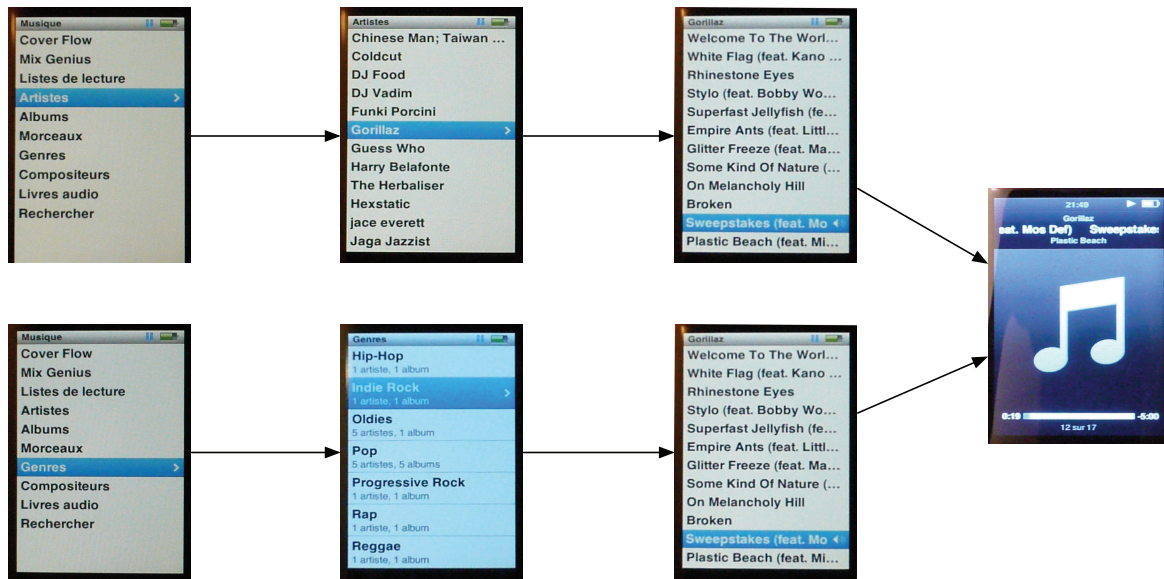 Musique
Cover Flow
Mix Genius
Listes de lecture
Artistes
Albums
Morceaux
Genres
Compositeurs
Livres audio
Rechercher
Artistes
Chinese Man; Taiwan ...
Coldcut
DJ Food
DJ Vadim
Funki Porcini
Gorillaz
Guess Who
Harry Belafonte
The Herbaliser
Hexstatic
jace everett
Jaga Jazzist
Gorillaz
Welcome To The Worl...
White Flag (feat. Kano ...
Rhinestone Eyes
Stylo (feat. Bobby Wo...
Superfast Jellyfish (fe...
Empire Ants (feat. Littl...
Glitter Freeze (feat. Ma...
Some Kind Of Nature (...
On Melancholy Hill
Broken
Sweepstakes (feat. Mo
Plastic Beach (feat. Mi...
21:49
Gorillaz
eat. Mos Def) Sweepstakes
Plastic Beach
0:19 -5:00
12 sur 17
Musique
Cover Flow
Mix Genius
Listes de lecture
Artistes
Albums
Morceaux
Genres
Compositeurs
Livres audio
Rechercher
Genres
Hip-Hop
1 artiste, 1 album
Indie Rock
1 artiste, 1 album
Oldies
5 artistes, 1 album
Pop
5 artistes, 5 albums
Progressive Rock
1 artiste, 1 album
Rap
1 artiste, 1 album
Reggae
1 artiste, 1 album
Gorillaz
Welcome To The Worl...
White Flag (feat. Kano ...
Rhinestone Eyes
Stylo (feat. Bobby Wo...
Superfast Jellyfish (fe...
Empire Ants (feat. Littl...
Glitter Freeze (feat. Ma...
Some Kind Of Nature (...
On Melancholy Hill
Broken
Sweepstakes (feat. Mo
Plastic Beach (feat. Mi...